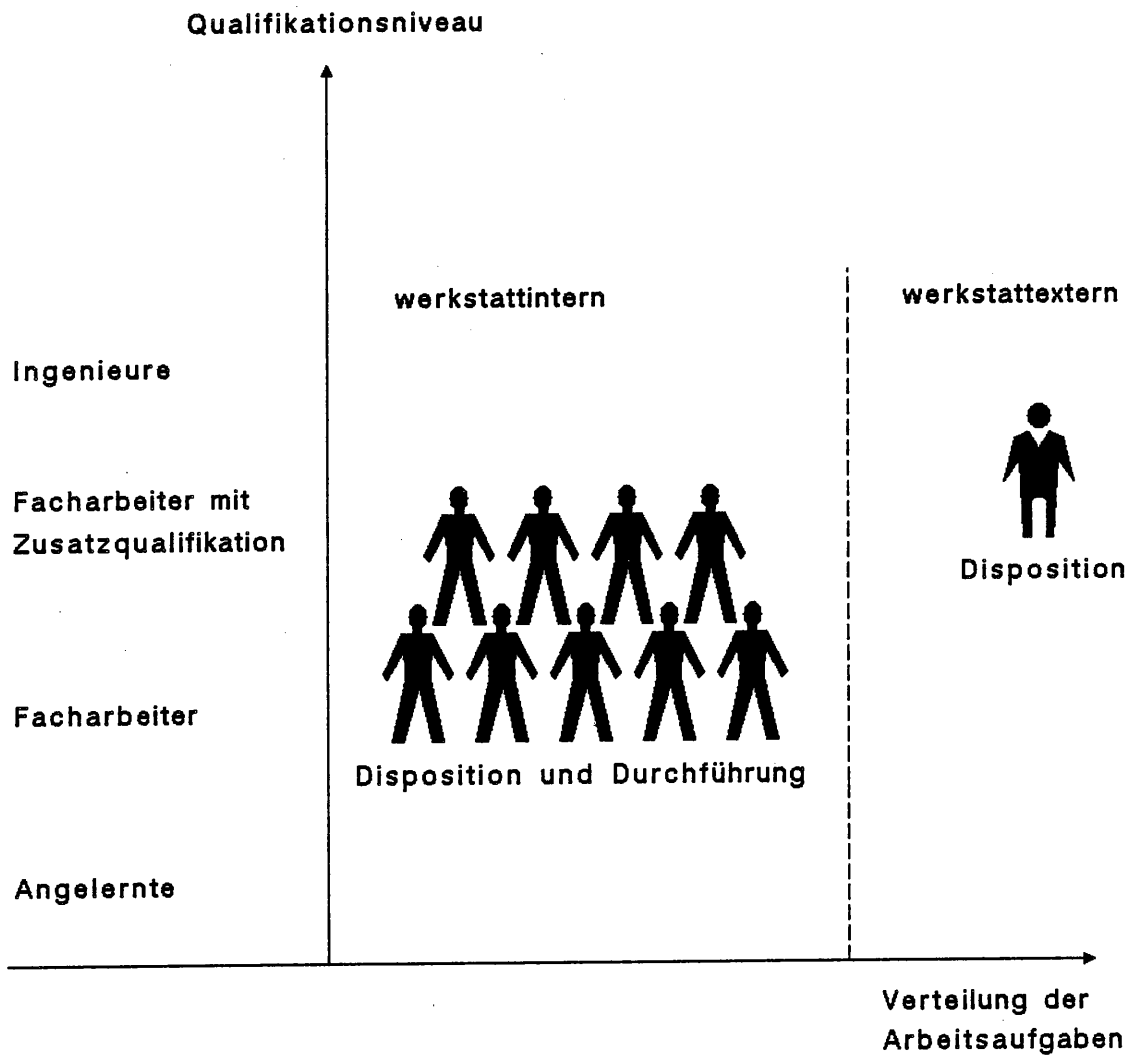 Qualifikationsniveau
werkstattintern
werkstattextern
Ingenieure
Facharbeiter mit
Zusatzqualifikation
Disposition
Facharbeiter
Disposition und Durchführung
Angelernte
Verteilung der
Arbeitsaufgaben